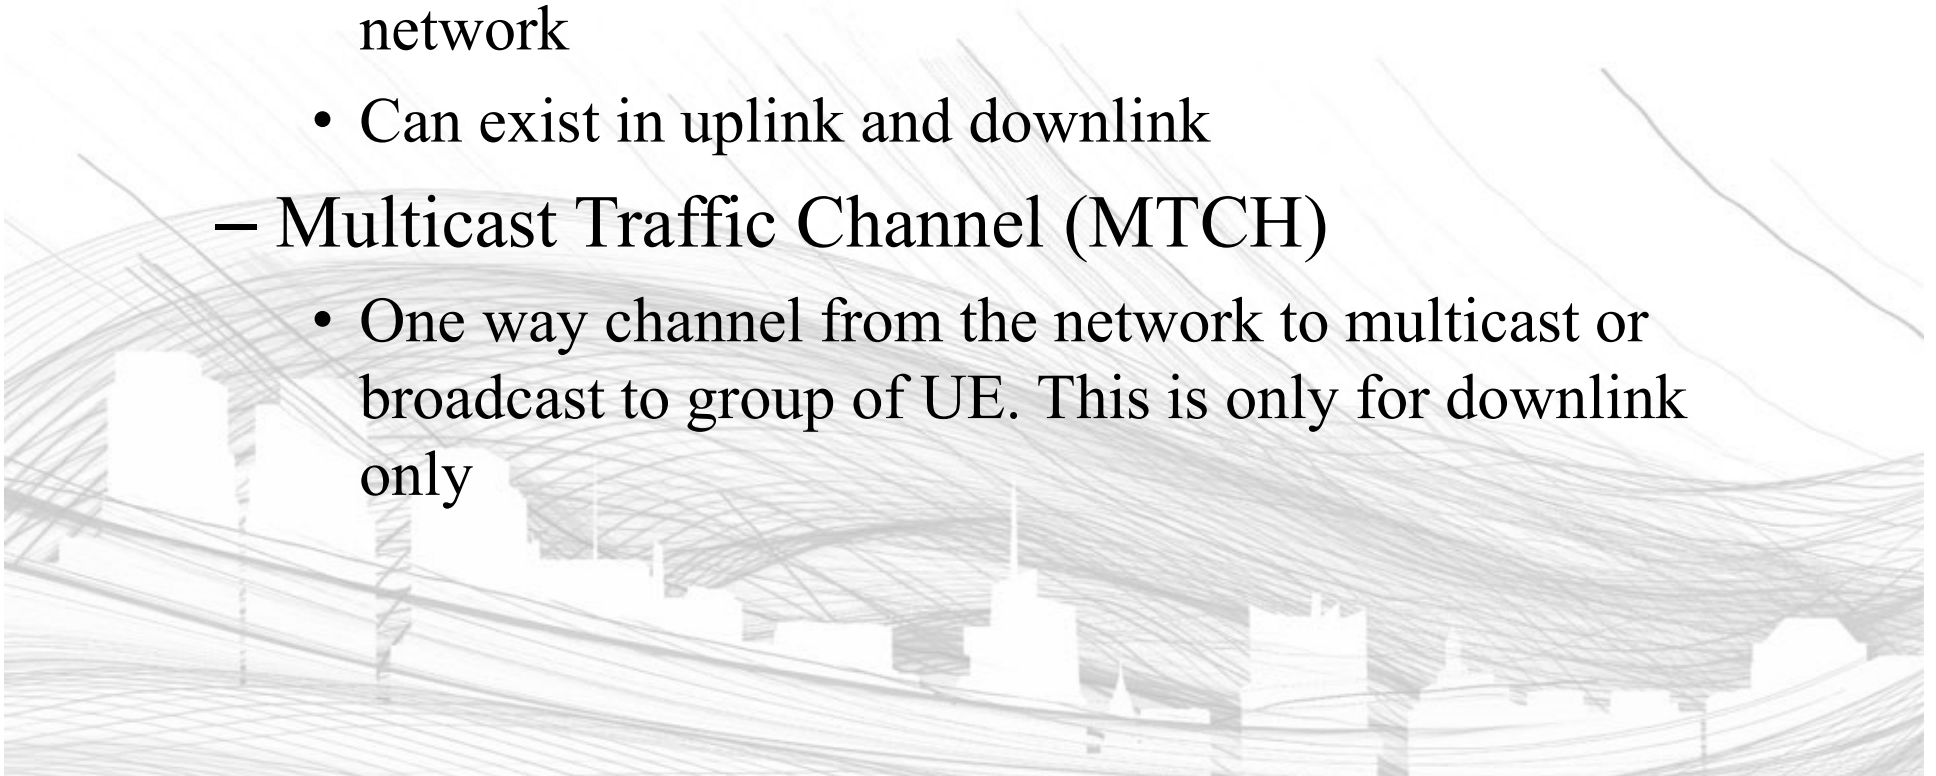 network
• Can exist in uplink and downlink
– Multicast Traffic Channel (MTCH)
• One way channel from the network to multicast or
broadcast to group of UE. This is only for downlink
only